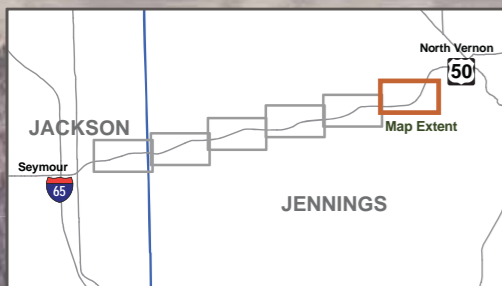 North Vernon
50
Map Extent
JACKSON
Seymour
65
JENNINGS